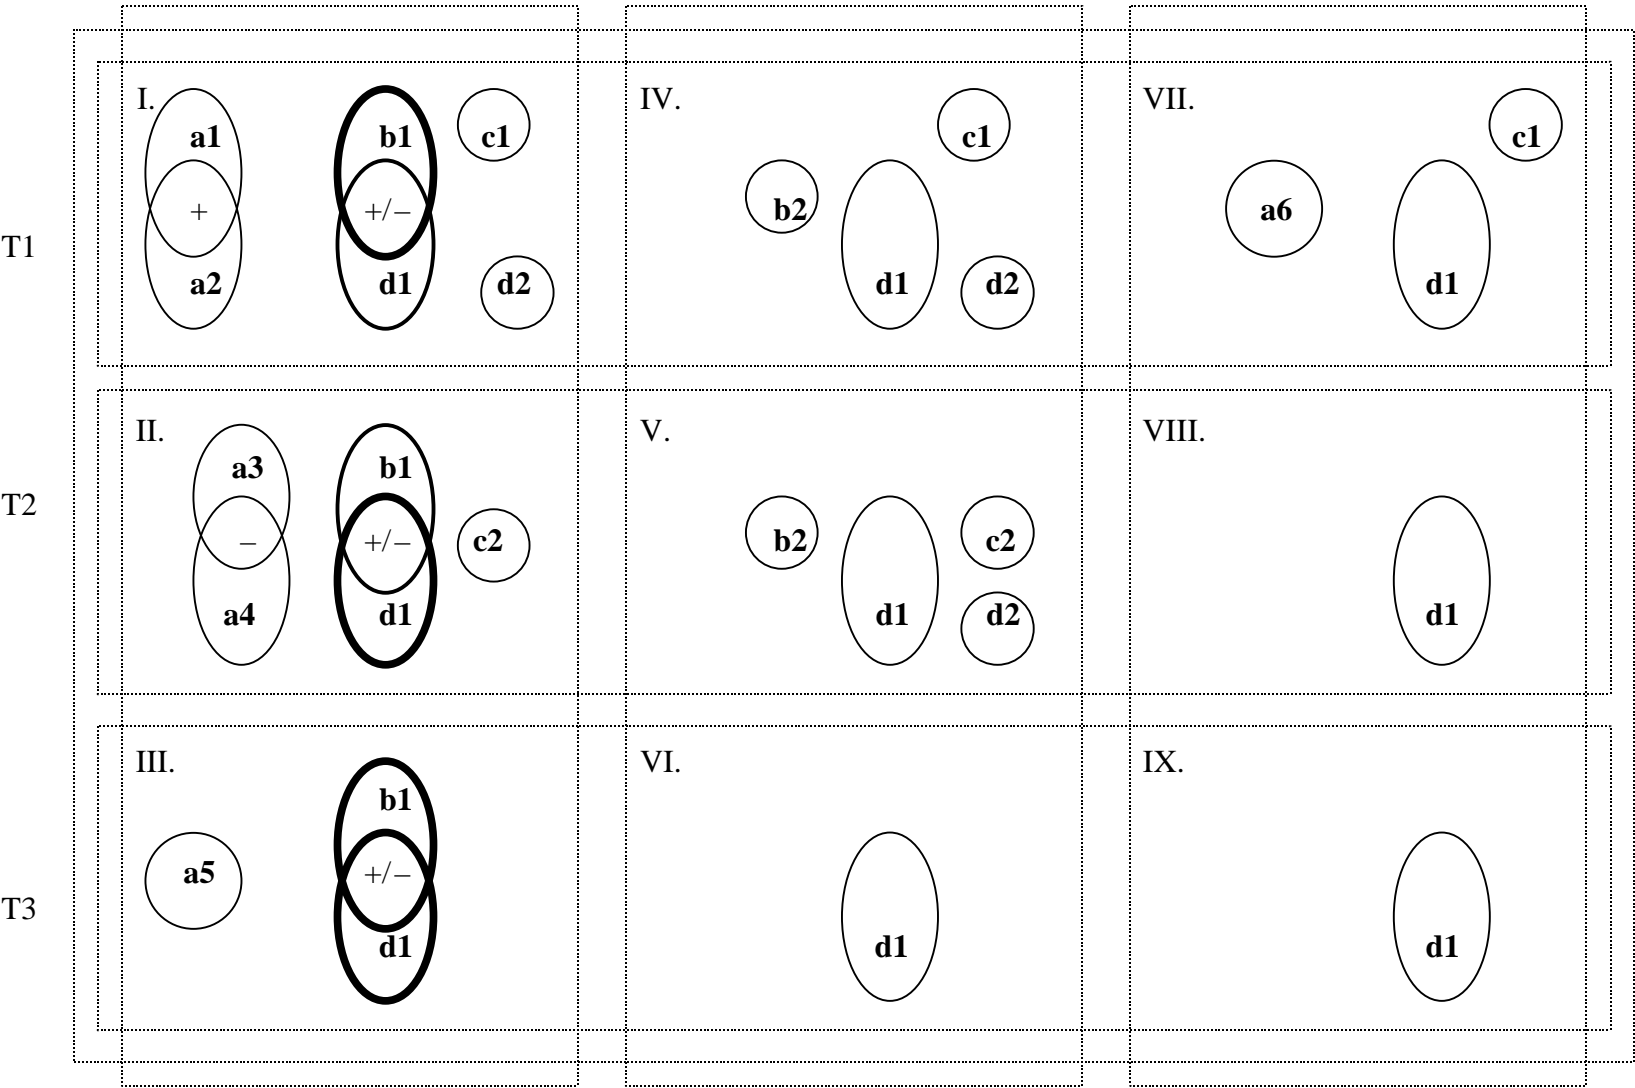 I. IV. VII.
a1 b1 c1 c1 c1
+ +/– b2 a6
T1
a2 d1 d2 d1 d2 d1
II. V. VIII.
a3 b1
T2
– +/– c2 b2 c2
a4 d1 d1 d2 d1
III. VI. IX.
b1
a5 +/–
T3
d1 d1 d1